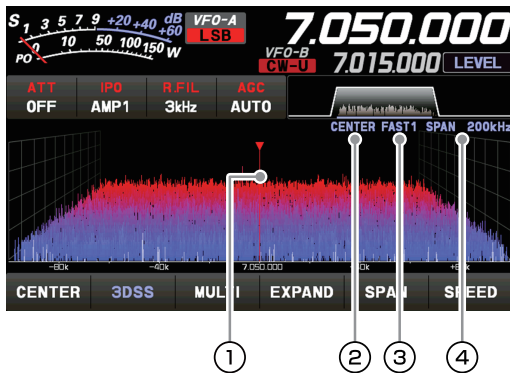 S 1 3 5 7 9 +20 +40 +60 dB
PO 0 10 50 100 150 W
VFO-A
LSB
7.050.000
VFO-B
CW-U
7.015.000
LEVEL
ATT IPO R.FIL AGC
OFF AMP1 3kHz AUTO
CENTER FAST1 SPAN 200kHz
-80k -40k 7.050.000
CENTER 3DSS MULTI EXPAND SPAN SPEED
1 2 3 4